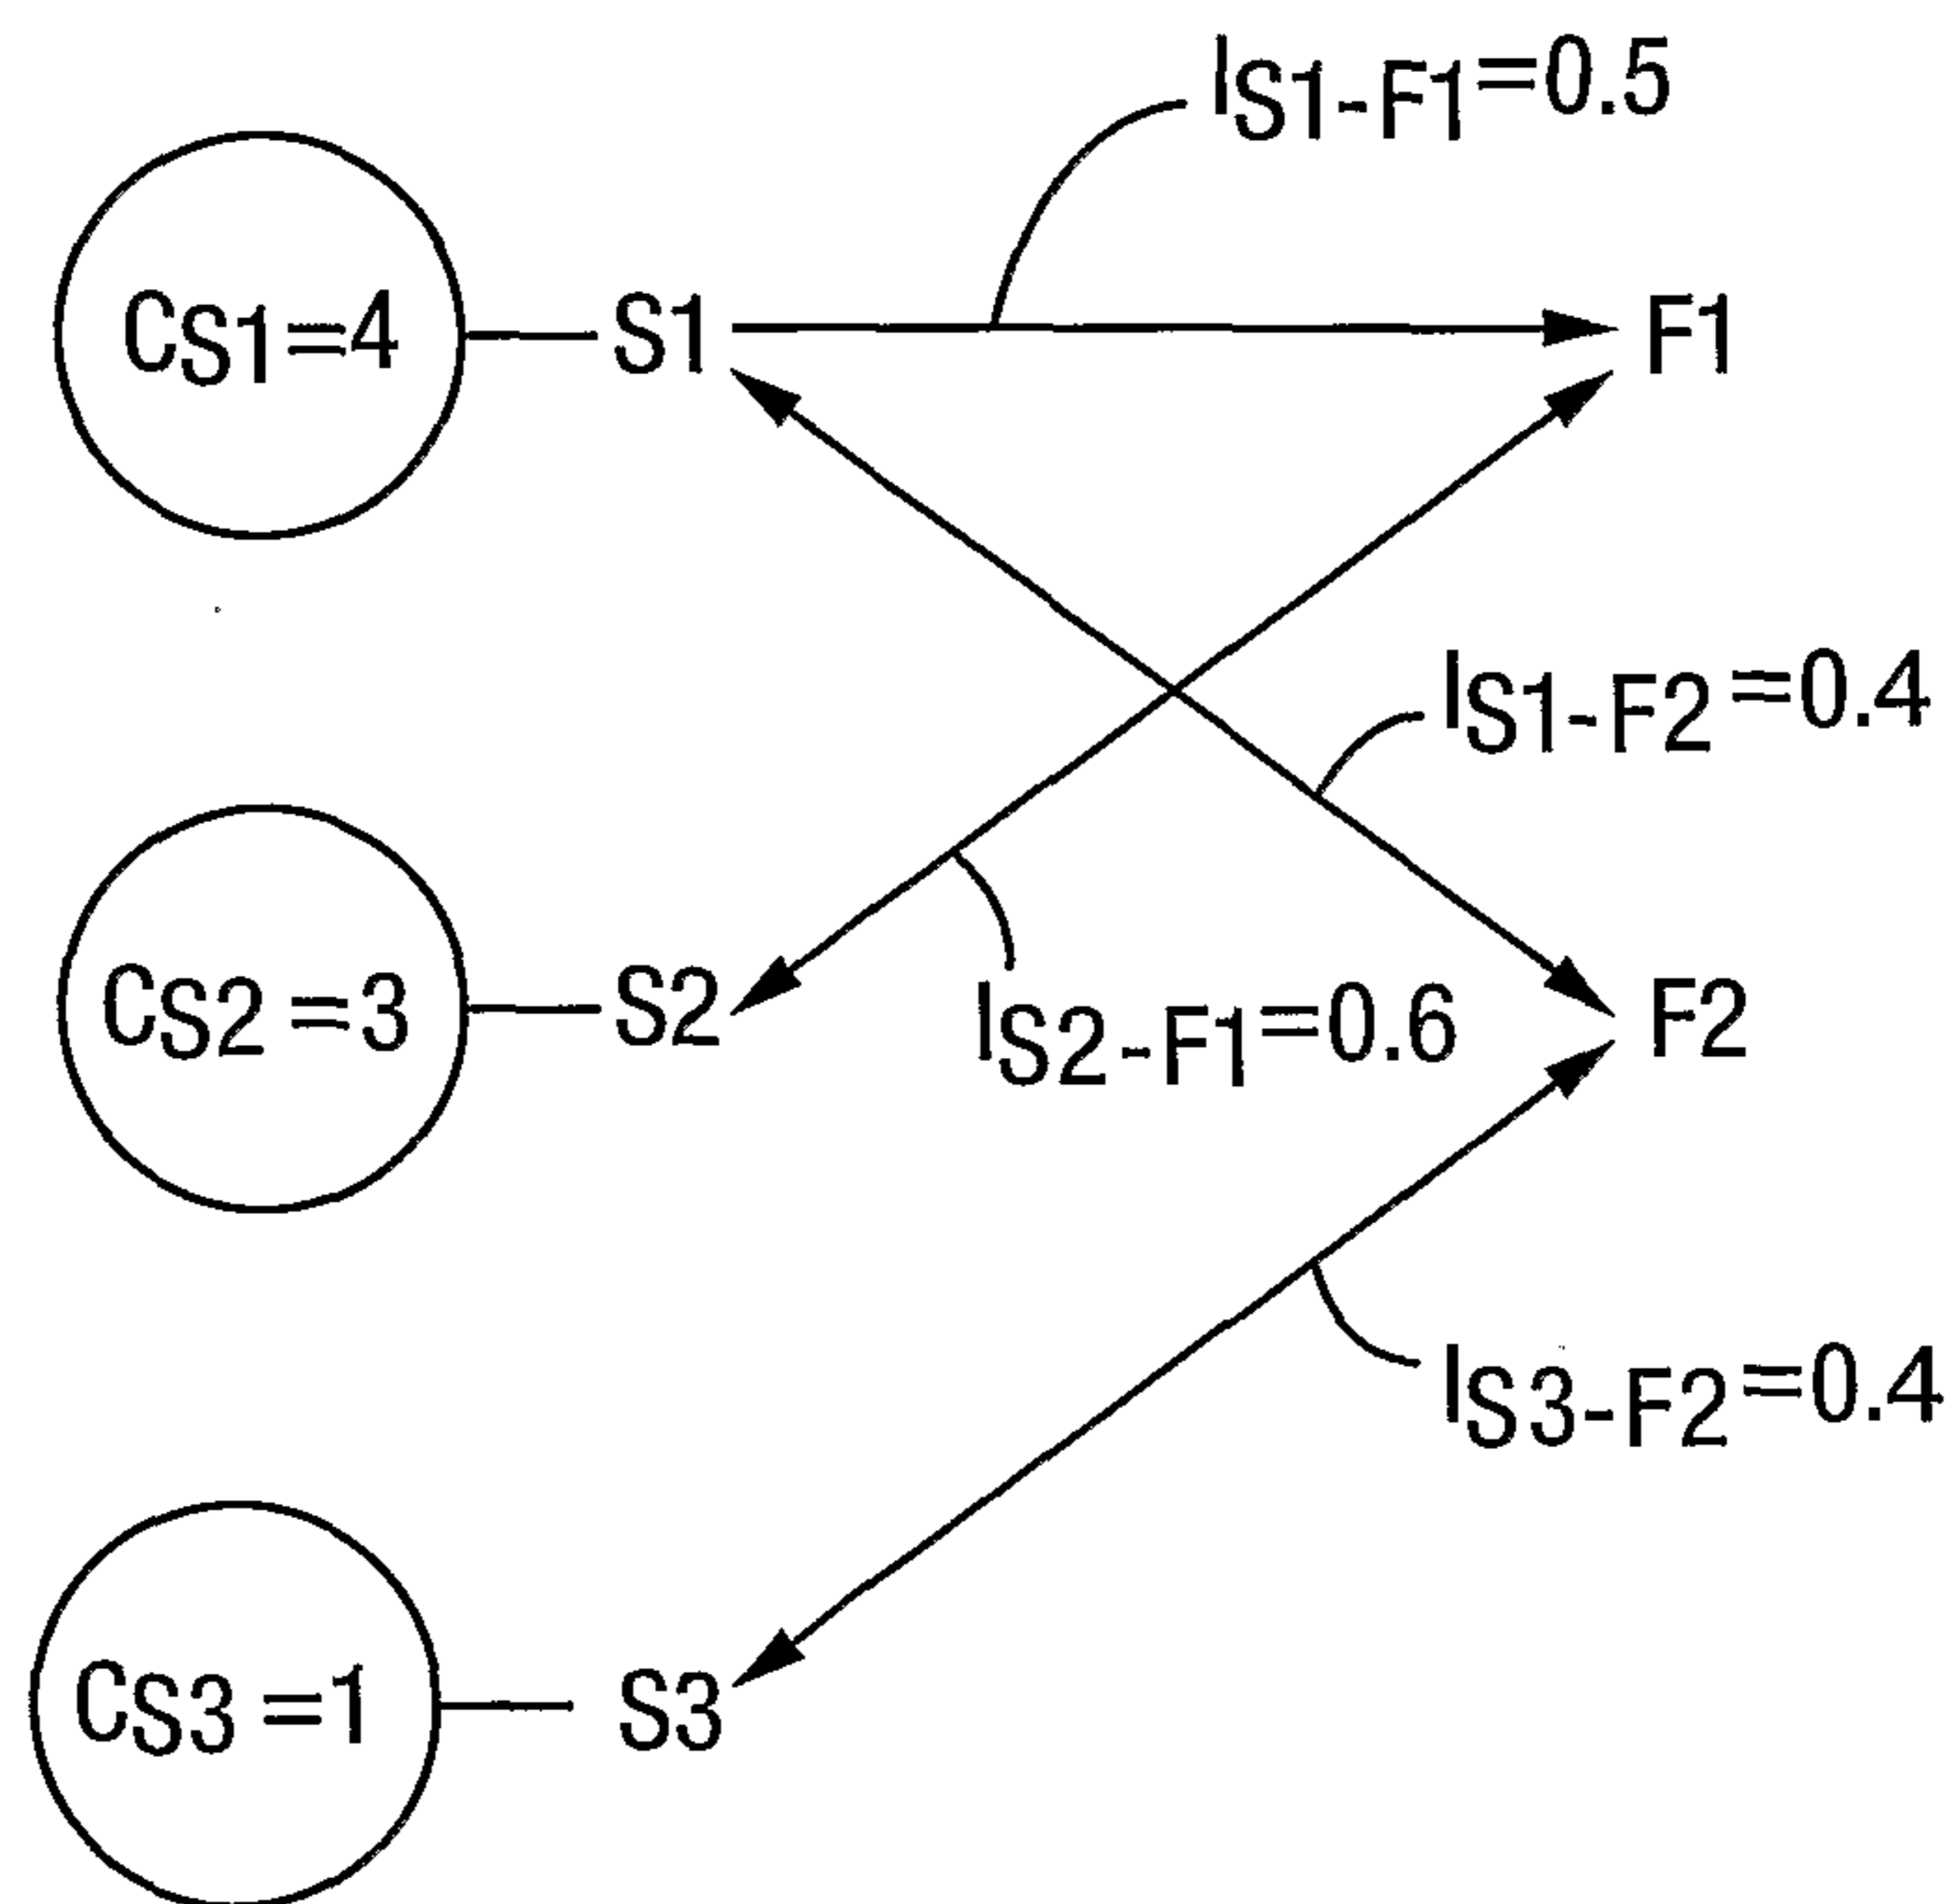 IS1-F1=0.5
CS1=4 S1 F1
IS1-F2=0.4
CS2=3 S2 IS2-F1=0.6 F2
IS3-F2=0.4
CS3=1 S3